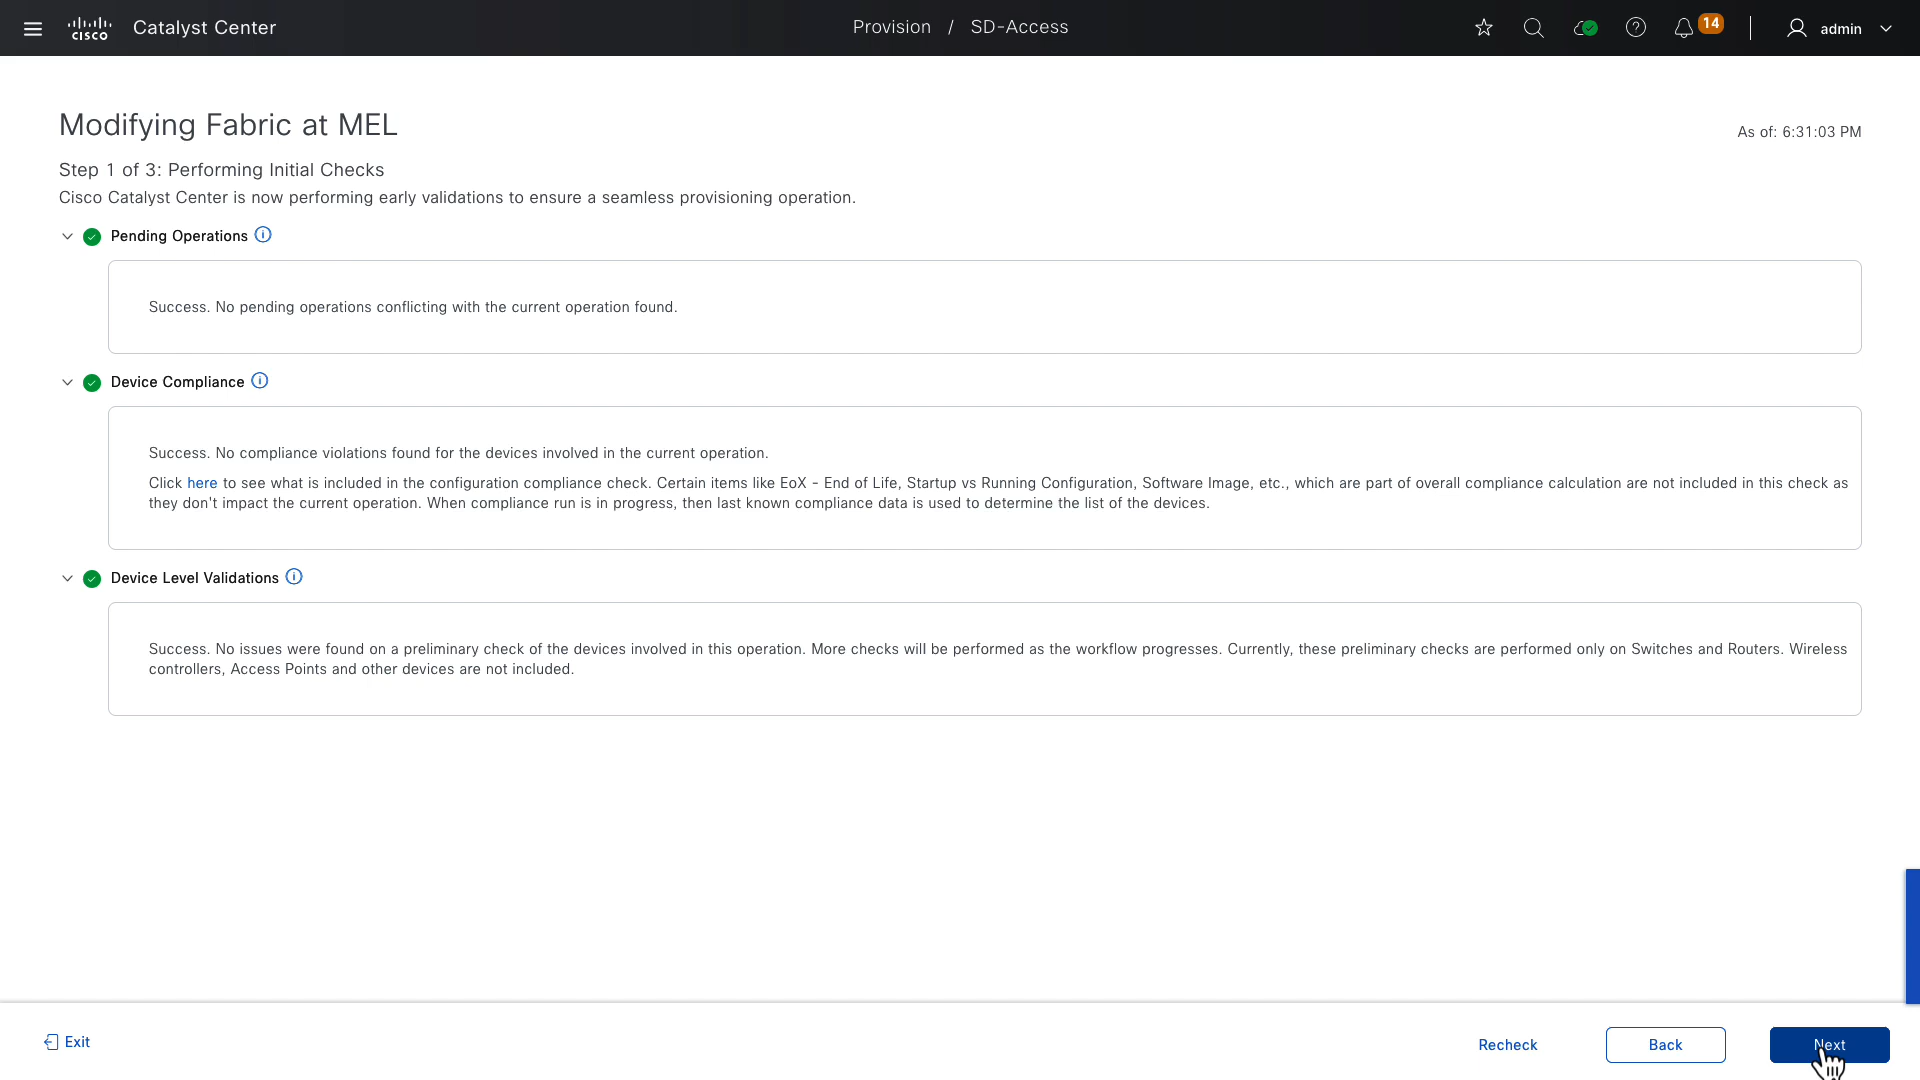 cisco Catalyst Center
Provision / SD-Access
14
admin
Modifying Fabric at MEL
As of: 6:31:03 PM
Step 1 of 3: Performing Initial Checks
Cisco Catalyst Center is now performing early validations to ensure a seamless provisioning operation.
Pending Operations
Success. No pending operations conflicting with the current operation found.
Device Compliance
Success. No compliance violations found for the devices involved in the current operation.
Click here to see what is included in the configuration compliance check. Certain items like EoX - End of Life, Startup vs Running Configuration, Software Image, etc., which are part of overall compliance calculation are not included in this check as
they don't impact the current operation. When compliance run is in progress, then last known compliance data is used to determine the list of the devices.
Device Level Validations
Success. No issues were found on a preliminary check of the devices involved in this operation. More checks will be performed as the workflow progresses. Currently, these preliminary checks are performed only on Switches and Routers. Wireless
controllers, Access Points and other devices are not included.
Exit
Recheck
Back
Next